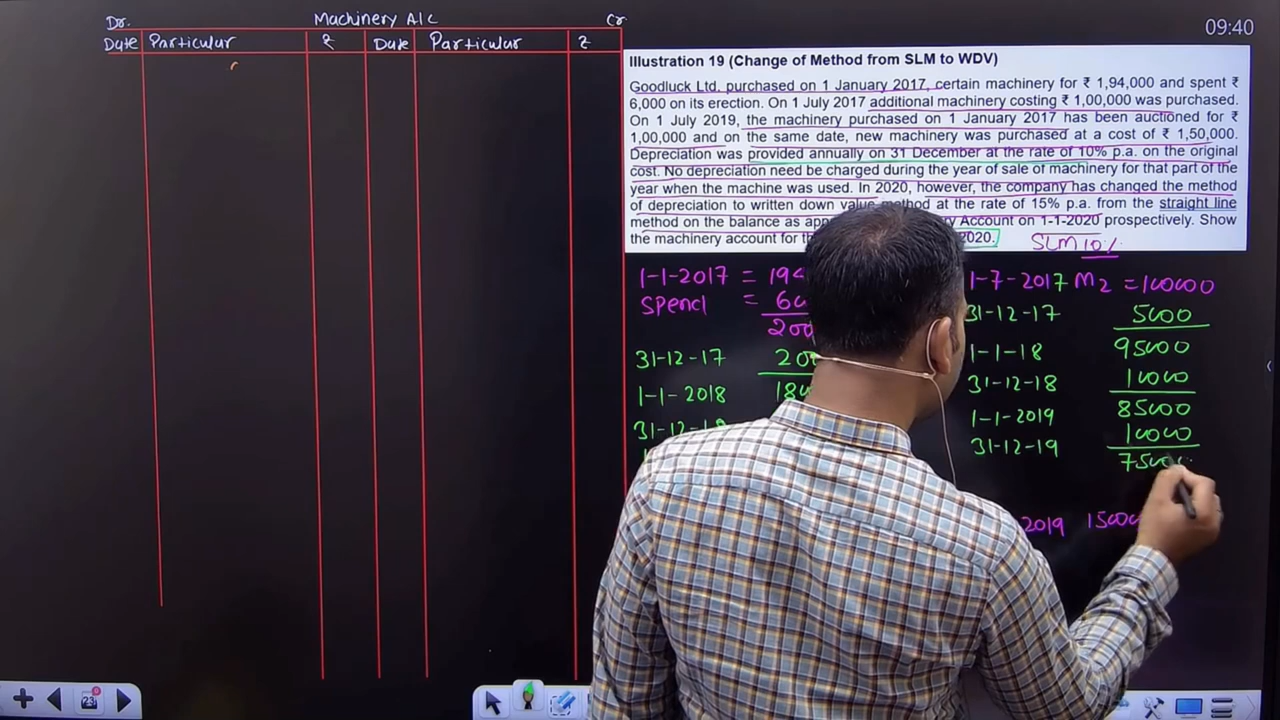 09:40
Dr. Machinery A/c Cr
Date Particular ₹ Date Particular ₹
Illustration 19 (Change of Method from SLM to WDV)
Goodluck Ltd. purchased on 1 January 2017, certain machinery for ₹ 1,94,000 and spent ₹
6,000 on its erection. On 1 July 2017 additional machinery costing ₹ 1,00,000 was purchased.
On 1 July 2019, the machinery purchased on 1 January 2017 has been auctioned for ₹
1,00,000 and on the same date, new machinery was purchased at a cost of ₹ 1,50,000.
Depreciation was provided annually on 31 December at the rate of 10% p.a. on the original
cost. No depreciation need be charged during the year of sale of machinery for that part of the
year when the machine was used. In 2020, however, the company has changed the method
of depreciation to written down value method at the rate of 15% p.a. from the straight line
method on the balance as Account on 1-1-2020 prospectively. Show
the machinery account for 2020.
SLM 10%
1-1-2017 =
Spend =
31-12-17
1-1-2018
1-7-2017 M2 = 100000
31-12-17 5000
1-1-18 95000
31-12-18 10000
1-1-2019 85000
10000
31-12-19
2019
23